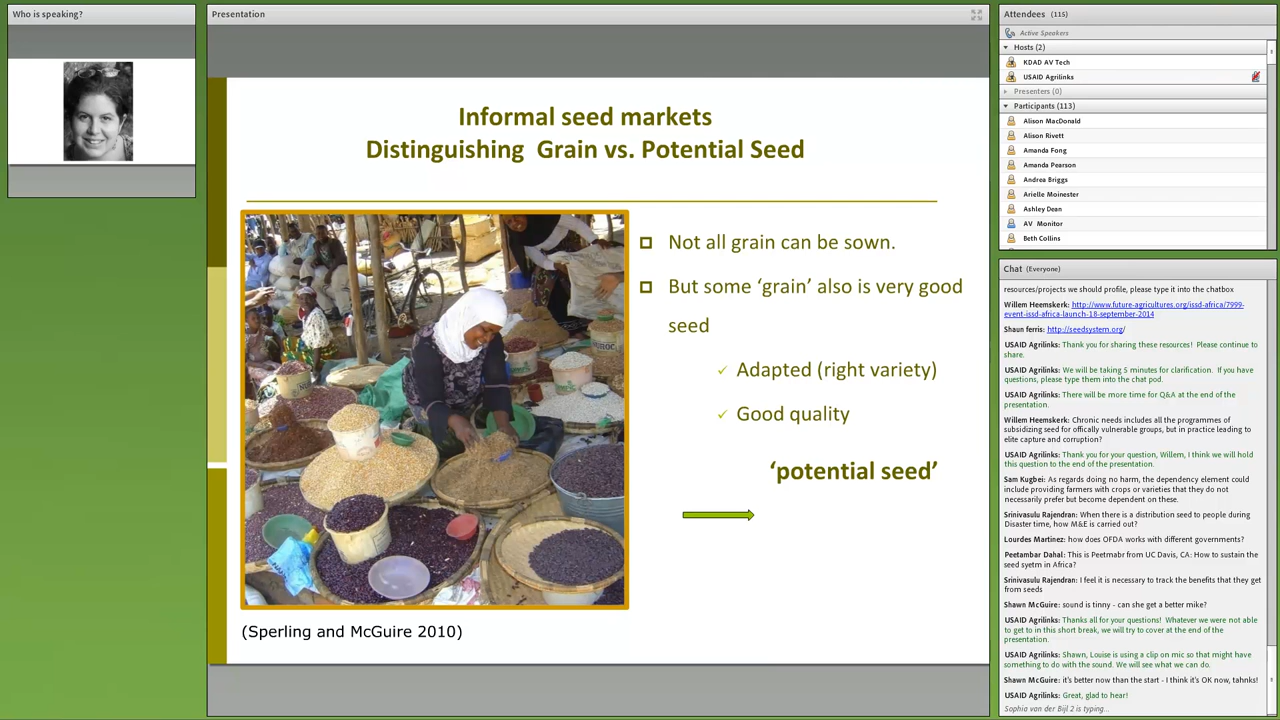 Who is speaking?
Presentation
Informal seed markets
Distinguishing Grain vs. Potential Seed
Not all grain can be sown.
But some ‘grain’ also is very good
seed
Adapted (right variety)
Good quality
‘potential seed’
(Sperling and McGuire 2010)
Attendees (115)
Active Speakers
Hosts (2)
KDAD AV Tech
USAID Agrilinks
Presenters (0)
Participants (113)
Alison MacDonald
Alison Rivett
Amanda Fong
Amanda Pearson
Andrea Briggs
Arielle Moinester
Ashley Dean
AV Monitor
Beth Collins
Chat (Everyone)
resources/projects we should profile, please type it into the chatbox
Willem Heemskerk: http://www.future-agricultures.org/issd-africa/7999-
event-issd-africa-launch-18-september-2014
Shaun ferris: http://seedsystem.org/
USAID Agrilinks: Thank you for sharing these resources! Please continue to
share.
USAID Agrilinks: We will be taking 5 minutes for clarification. If you have
questions, please type them into the chat pod.
USAID Agrilinks: There will be more time for Q&A at the end of the
presentation.
Willem Heemskerk: Chronic needs includes all the programmes of
subsidizing seed for offically vulnerable groups, but in practice leading to
elite capture and corruption?
USAID Agrilinks: Thank you for your question, Willem, I think we will hold
this question to the end of the presentation.
Sam Kugbei: As regards doing no harm, the dependency element could
include providing farmers with crops or varieties that they do not
necessarily prefer but become dependent on these.
Srinivasulu Rajendran: When there is a distribution seed to people during
Disaster time, how M&E is carried out?
Lourdes Martinez: how does OFDA works with different governments?
Peetambar Dahal: This is Peetmabr from UC Davis, CA: How to sustain the
seed syetm in Africa?
Srinivasulu Rajendran: I feel it is necessary to track the benefits that they get
from seeds
Shawn McGuire: sound is tinny - can she get a better mike?
USAID Agrilinks: Thanks all for your questions! Whatever we were not able
to get to in this short break, we will try to cover at the end of the
presentation.
USAID Agrilinks: Shawn, Louise is using a clip on mic so that might have
something to do with the sound. We will see what we can do.
Shawn McGuire: it's better now than the start - I think it's OK now, tahnks!
USAID Agrilinks: Great, glad to hear!
Sophia van der Bijl 2 is typing...